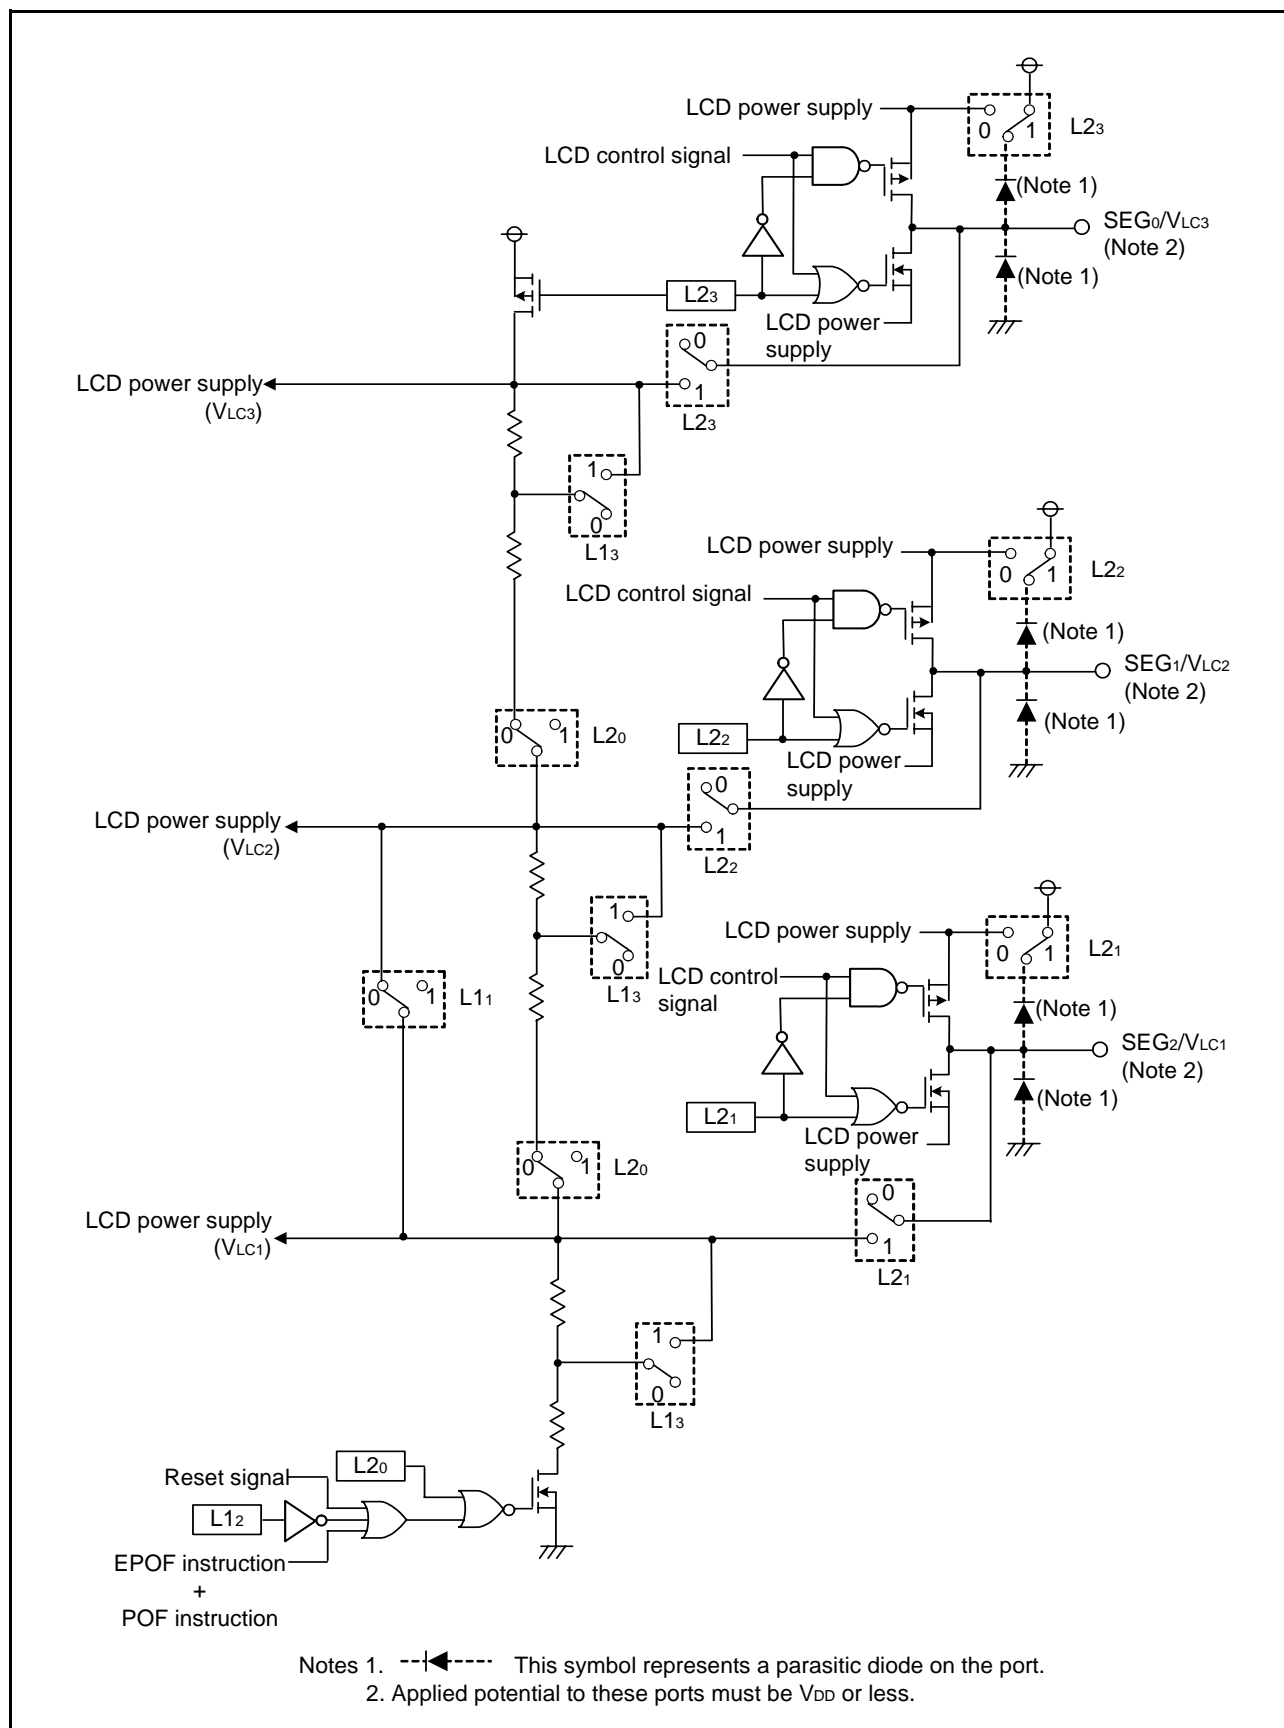 LCD power supply
0 1 L2₃
LCD control signal
(Note 1)
SEG₀/VLC3
(Note 2)
(Note 1)
L2₃
LCD power
supply
0
1
L2₃
LCD power supply
(VLC3)
1
0
L1₃
LCD power supply
0 1 L2₂
LCD control signal
(Note 1)
SEG₁/VLC2
(Note 2)
(Note 1)
L2₂
LCD power
supply
0 1 L2₀
0
1
L2₂
LCD power supply
(VLC2)
1
0
L1₃
LCD power supply
0 1 L2₁
LCD control
signal
0 1 L1₁
(Note 1)
SEG₂/VLC1
(Note 2)
(Note 1)
L2₁
LCD power
supply
0 1 L2₀
0
1
L2₁
LCD power supply
(VLC1)
1
0
L1₃
L2₀
Reset signal
L1₂
EPOF instruction
+
POF instruction
Notes 1. This symbol represents a parasitic diode on the port.
2. Applied potential to these ports must be VDD or less.